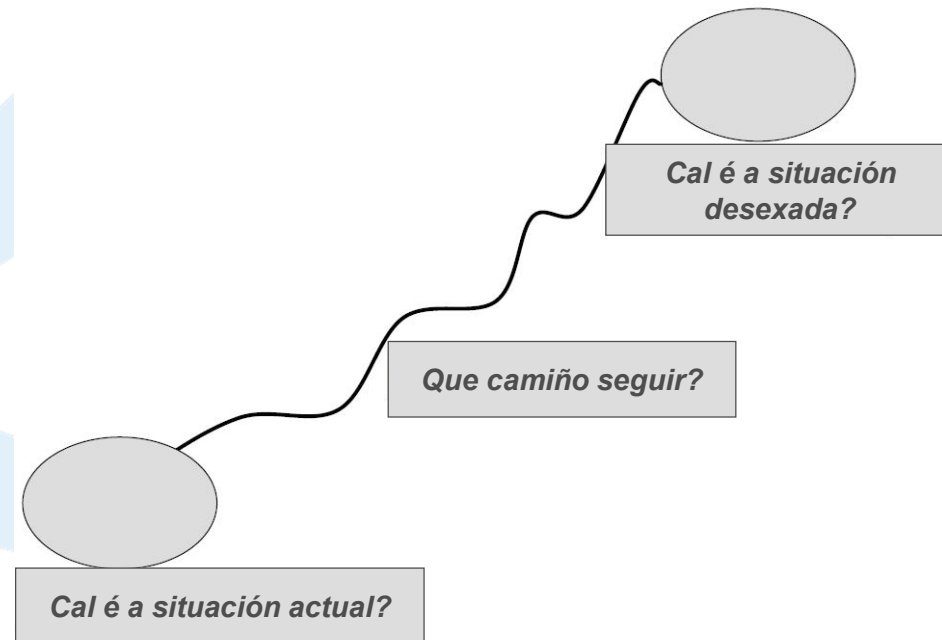 Cal é a situación
desexada?
Que camiño seguir?
Cal é a situación actual?